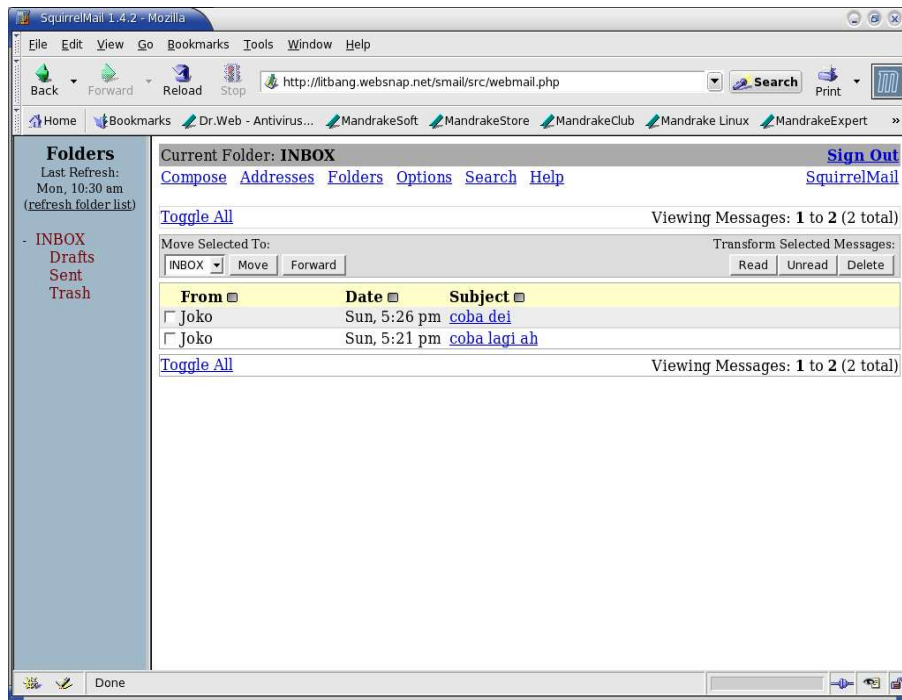 SquirrelMail 1.4.2 - Mozilla
File Edit View Go Bookmarks Tools Window Help
Back Forward Reload Stop http://litbang.websnap.net/smail/src/webmail.php Search Print
Home Bookmarks Dr.Web - Antivirus... MandrakeSoft MandrakeStore MandrakeClub Mandrake Linux MandrakeExpert »
Folders
Last Refresh:
Mon, 10:30 am
(refresh folder list)
- INBOX
Drafts
Sent
Trash
Current Folder: INBOX Sign Out
Compose Addresses Folders Options Search Help SquirrelMail
Toggle All Viewing Messages: 1 to 2 (2 total)
Move Selected To: Transform Selected Messages:
INBOX Move Forward Read Unread Delete
From Date Subject
Joko Sun, 5:26 pm coba dei
Joko Sun, 5:21 pm coba lagi ah
Toggle All Viewing Messages: 1 to 2 (2 total)
Done